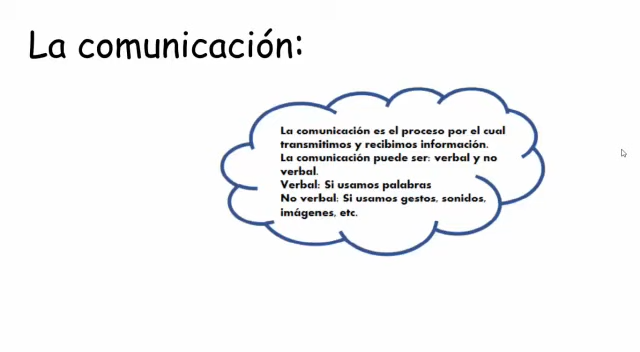 La comunicación:
La comunicación es el proceso por el cual
transmitimos y recibimos información.
La comunicación puede ser: verbal y no
verbal.
Verbal: Si usamos palabras
No verbal: Si usamos gestos, sonidos,
imágenes, etc.